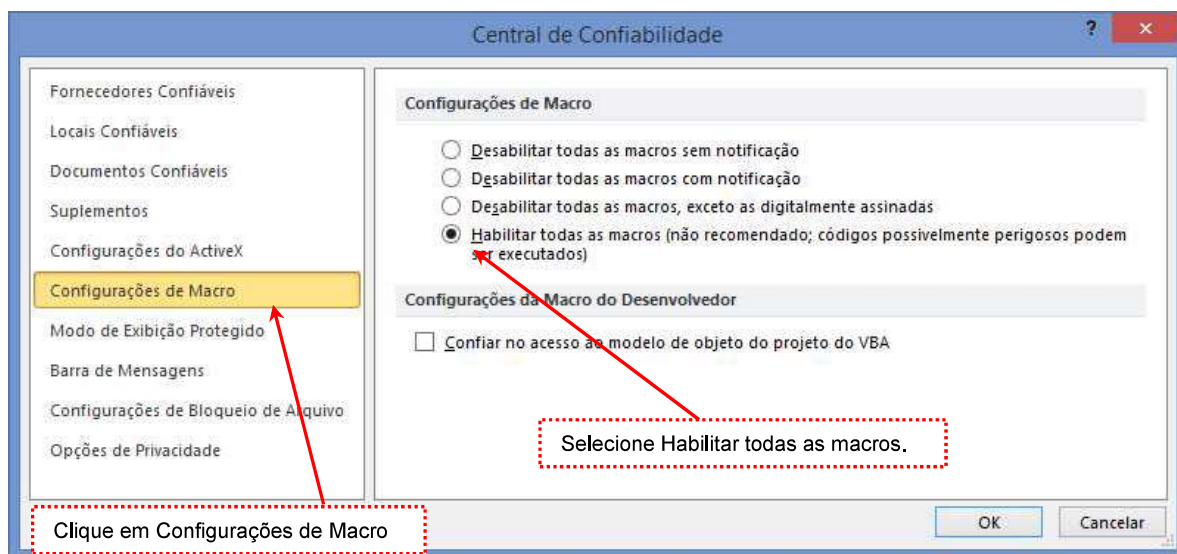 Central de Confiabilidade
?
Fornecedores Confiáveis
Locais Confiáveis
Documentos Confiáveis
Suplementos
Configurações do ActiveX
Configurações de Macro
Modo de Exibição Protegido
Barra de Mensagens
Configurações de Bloqueio de Arquivo
Opções de Privacidade
Configurações de Macro
Desabilitar todas as macros sem notificação
Desabilitar todas as macros com notificação
Desabilitar todas as macros, exceto as digitalmente assinadas
Habilitar todas as macros (não recomendado; códigos possivelmente perigosos podem
ser executados)
Configurações da Macro do Desenvolvedor
Confiar no acesso ao modelo de objeto do projeto do VBA
Selecione Habilitar todas as macros.
Clique em Configurações de Macro
OK
Cancelar